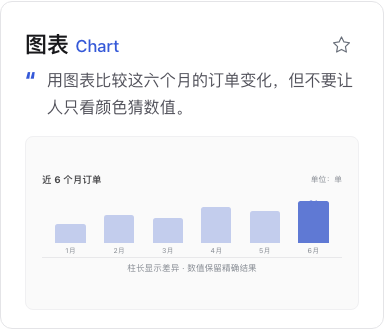 图表 Chart
“ 用图表比较这六个月的订单变化，但不要让
人只看颜色猜数值。
近 6 个月订单 单位：单
1月 2月 3月 4月 5月 6月
柱长显示差异 · 数值保留精确结果